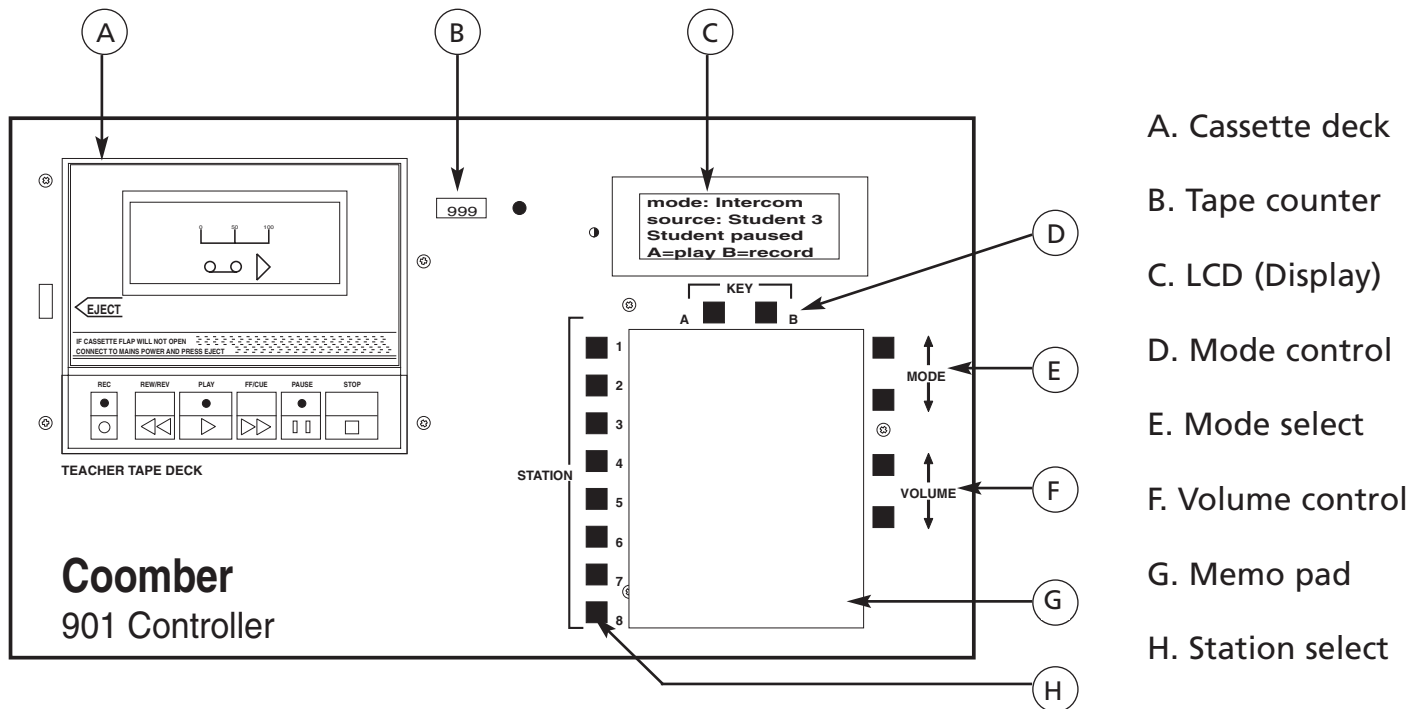 A
B
C
0 50 100
EJECT
IF CASSETTE FLAP WILL NOT OPEN
CONNECT TO MAINS POWER AND PRESS EJECT
REC REW/REV PLAY FF/CUE PAUSE STOP
TEACHER TAPE DECK
Coomber
901 Controller
999
mode: Intercom
source: Student 3
Student paused
A=play B=record
KEY
A B
STATION
1
2
3
4
5
6
7
8
MODE
VOLUME
D
E
F
G
H
A. Cassette deck
B. Tape counter
C. LCD (Display)
D. Mode control
E. Mode select
F. Volume control
G. Memo pad
H. Station select